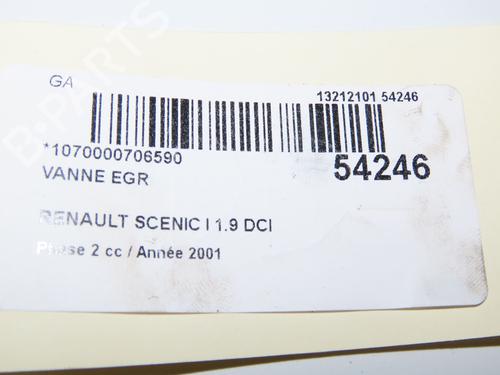 GA
13212101 54246
*1070000706590
54246
VANNE EGR
RENAULT SCENIC I 1.9 DCI
Phase 2 cc / Année 2001
B-PARTS